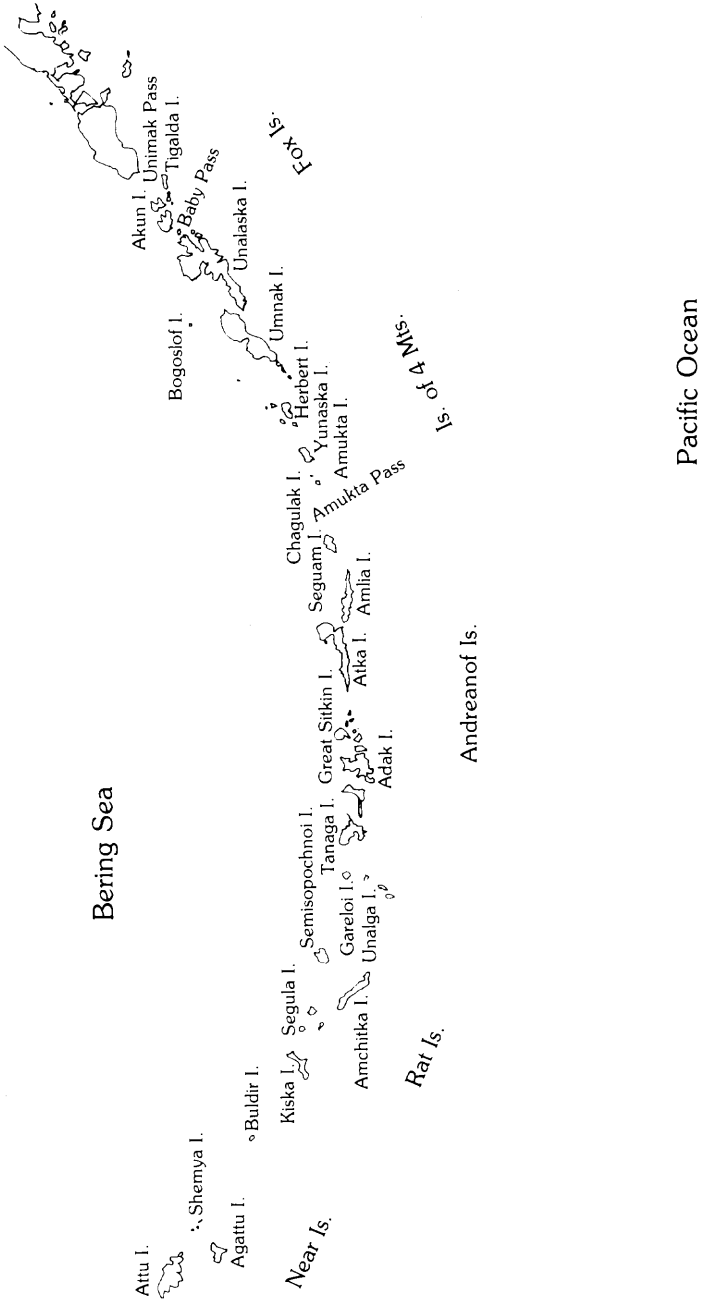 Attu I.
Agattu I.
Shemya I.
Near Is.
Buldir I.
Bering Sea
Kiska I.
Segula I.
Amchitka I.
Rat Is.
Semisopochnoi I.
Gareloi I.
Unalga I.
Tanaga I.
Adak I.
Great Sitkin I.
Andreanof Is.
Atka I.
Amlia I.
Seguam I.
Amukta Pass
Chagulak I.
Amukta I.
Yunaska I.
Herbert I.
Is. of 4 Mts.
Pacific Ocean
Umnak I.
Bogoslof I.
Unalaska I.
Baby Pass
Akun I.
Tigalda I.
Unimak Pass
Fox Is.